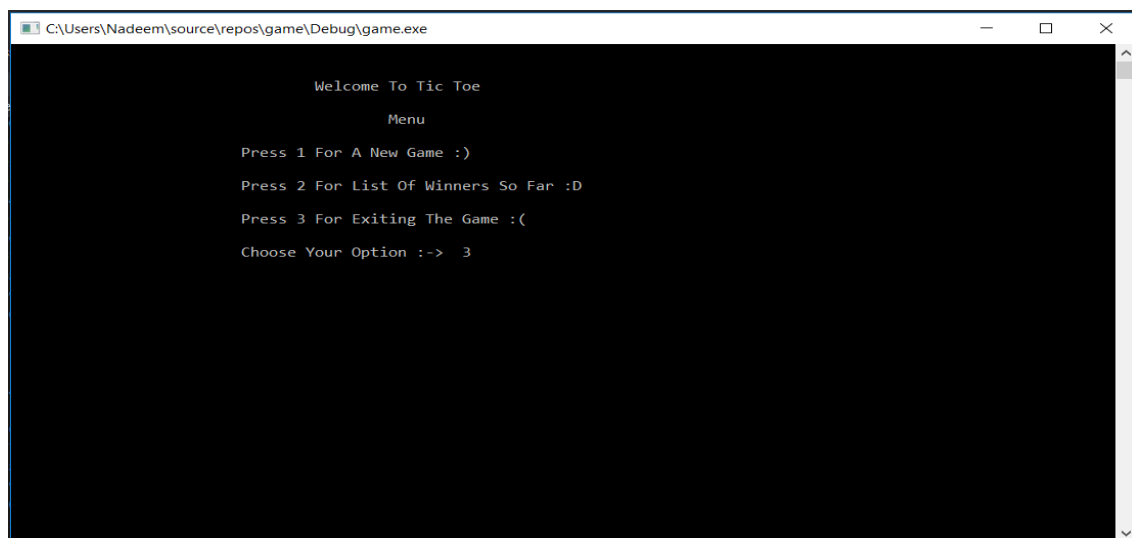 C:\Users\Nadeem\source\repos\game\Debug\game.exe
Welcome To Tic Toe
Menu
Press 1 For A New Game :)
Press 2 For List Of Winners So Far :D
Press 3 For Exiting The Game :(
Choose Your Option :-> 3